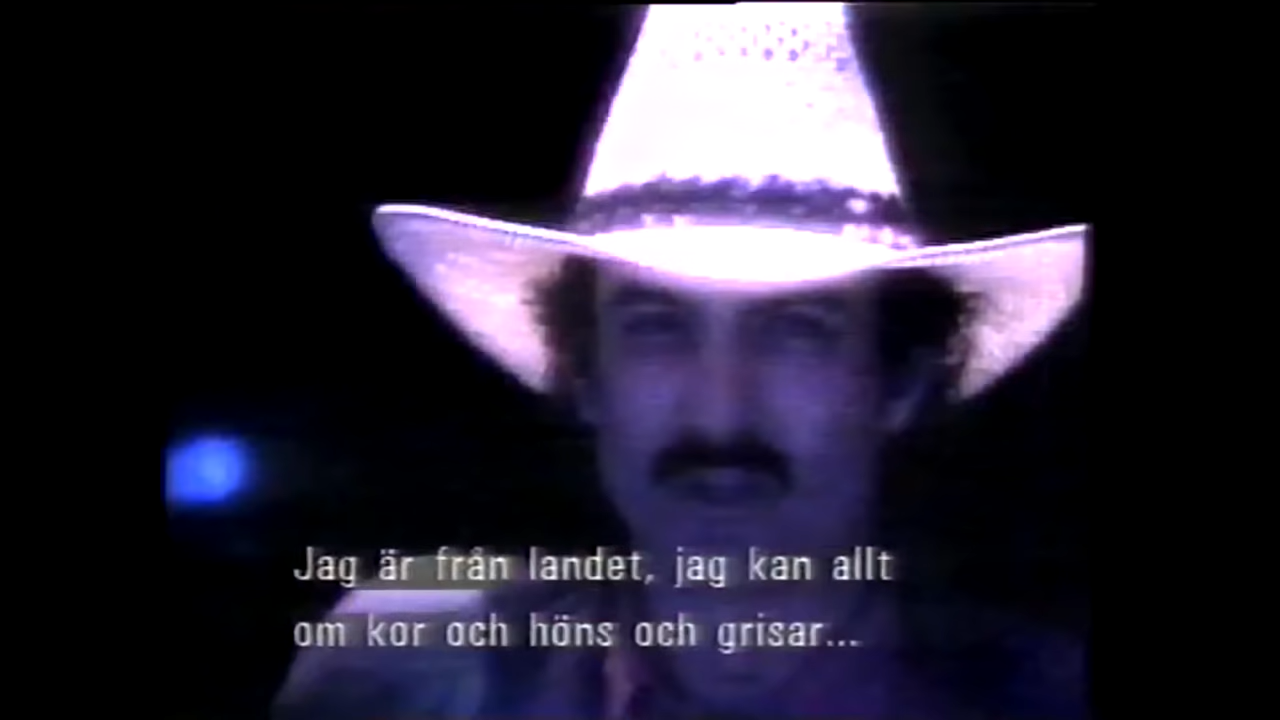 Jag är från landet, jag kan allt
om kor och höns och grisar...